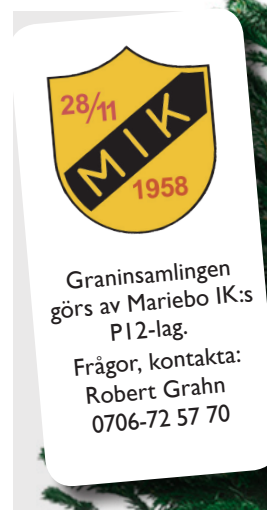 28/11
MIK
1958
Graninsamlingen
görs av Mariebo IK:s
P12-lag.
Frågor, kontakta:
Robert Grahn
0706-72 57 70